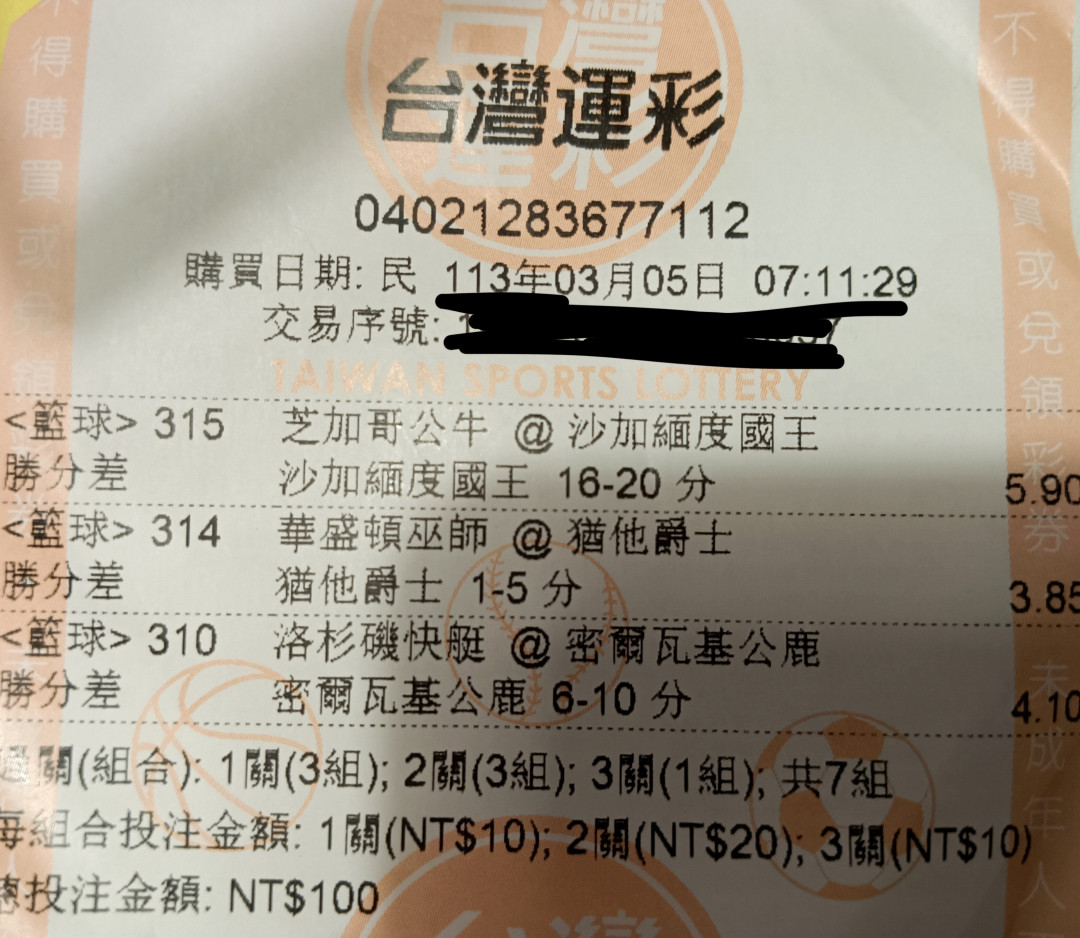 台灣運彩
04021283677112
購買日期: 民 113年03月05日 07:11:29
交易序號:
TAIWAN SPORTS LOTTERY
<籃球> 315 芝加哥公牛 @ 沙加緬度國王
勝分差 沙加緬度國王 16-20 分 5.90
<籃球> 314 華盛頓巫師 @ 猶他爵士
勝分差 猶他爵士 1-5 分 3.85
<籃球> 310 洛杉磯快艇 @ 密爾瓦基公鹿
勝分差 密爾瓦基公鹿 6-10 分 4.10
過關(組合): 1關(3組); 2關(3組); 3關(1組); 共7組
每組合投注金額: 1關(NT$10); 2關(NT$20); 3關(NT$10)
總投注金額: NT$100
得購買或兌領
不得購買或兌領彩券
未成年人